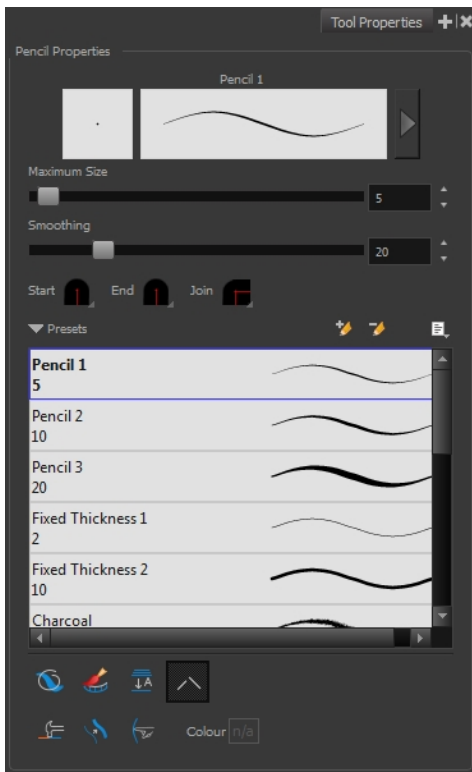 Tool Properties
Pencil Properties
Pencil 1
Maximum Size
5
Smoothing
20
Start End Join
Presets
Pencil 1
5
Pencil 2
10
Pencil 3
20
Fixed Thickness 1
2
Fixed Thickness 2
10
Charcoal
A
Colour n/a